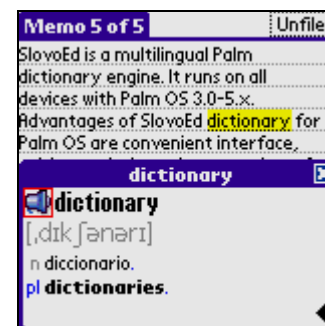 Memo 5 of 5 Unfile
SlovoEd is a multilingual Palm
dictionary engine. It runs on all
devices with Palm OS 3.0-5.x.
Advantages of SlovoEd dictionary for
Palm OS are convenient interface,
dictionary
dictionary
[ˌdɪkʃənərɪ]
n diccionario.
pl dictionaries.